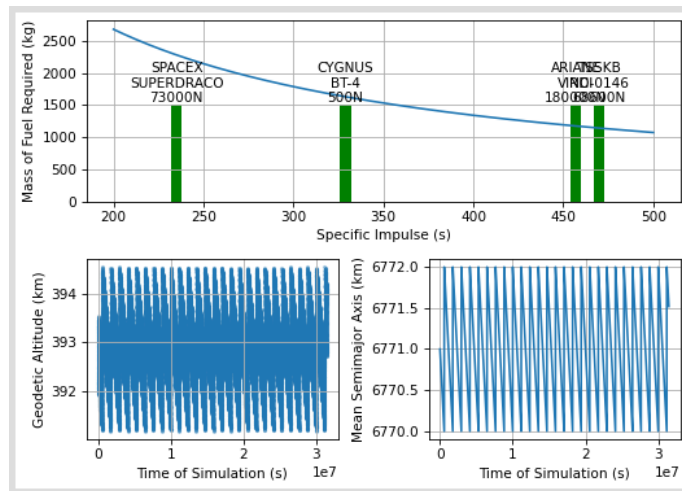 Mass of Fuel Required (kg)
2500
2000
1500
1000
500
0
SPACEX
SUPERDRACO
73000N
CYGNUS
BT-4
500N
200
250
300
350
400
450
500
Specific Impulse (s)
Geodetic Altitude (km)
394
393
392
0
1
2
3
1e7
Time of Simulation (s)
Mean Semimajor Axis (km)
6772.0
6771.5
6771.0
6770.5
6770.0
0
1
2
3
1e7
Time of Simulation (s)